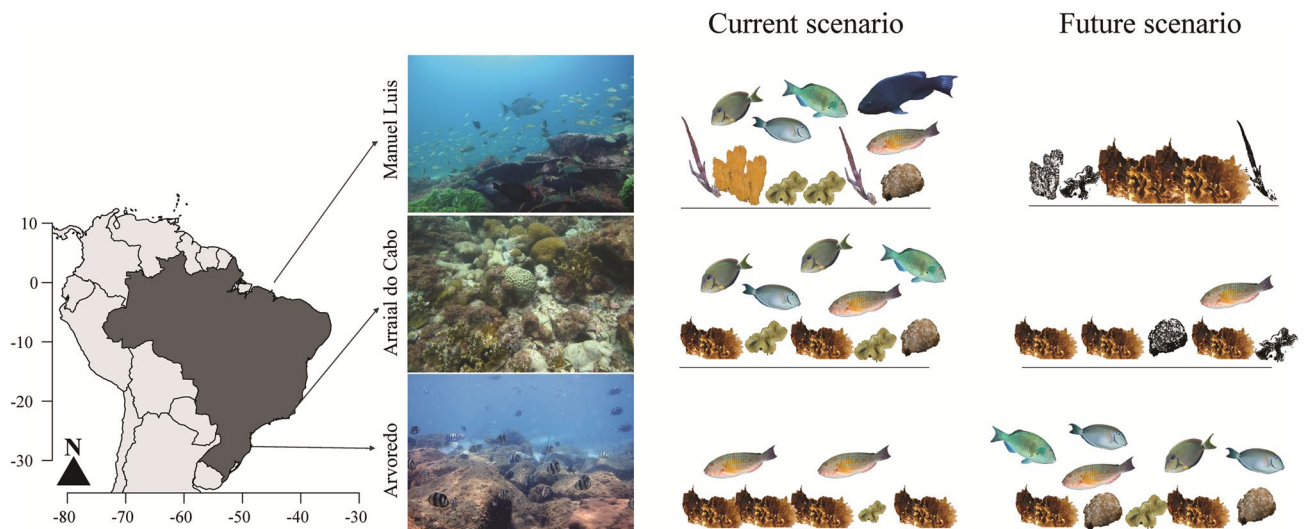 Current scenario
Future scenario
Manuel Luis
Arraial do Cabo
Arvoredo
10
0
-10
-20
-30
N
-80
-70
-60
-50
-40
-30